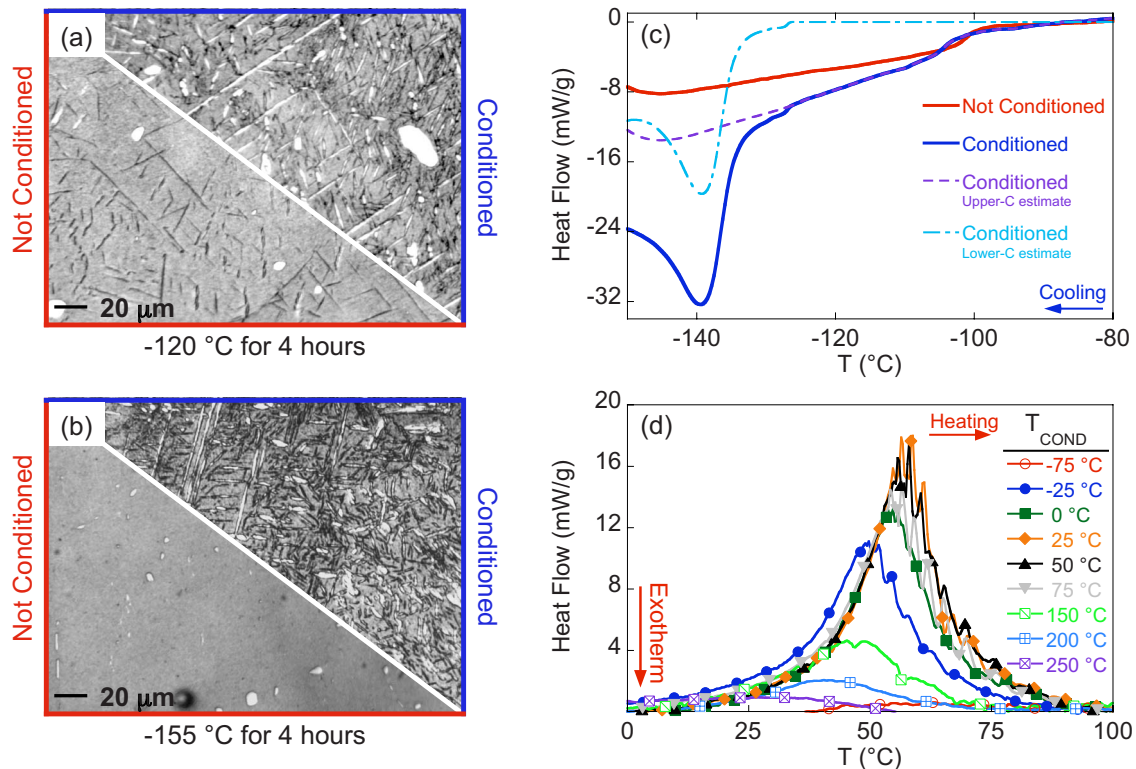 (a)
Not Conditioned
Conditioned
20 μm
-120 °C for 4 hours
(b)
Not Conditioned
Conditioned
20 μm
-155 °C for 4 hours
(c)
Heat Flow (mW/g)
0
-8
-16
-24
-32
Not Conditioned
Conditioned
Conditioned
Upper-C estimate
Conditioned
Lower-C estimate
Cooling
-140
-120
-100
-80
T (°C)
(d)
Heat Flow (mW/g)
20
16
12
8
4
0
Exotherm
Heating
T COND
-75 °C
-25 °C
0 °C
25 °C
50 °C
75 °C
150 °C
200 °C
250 °C
0
25
50
75
100
T (°C)